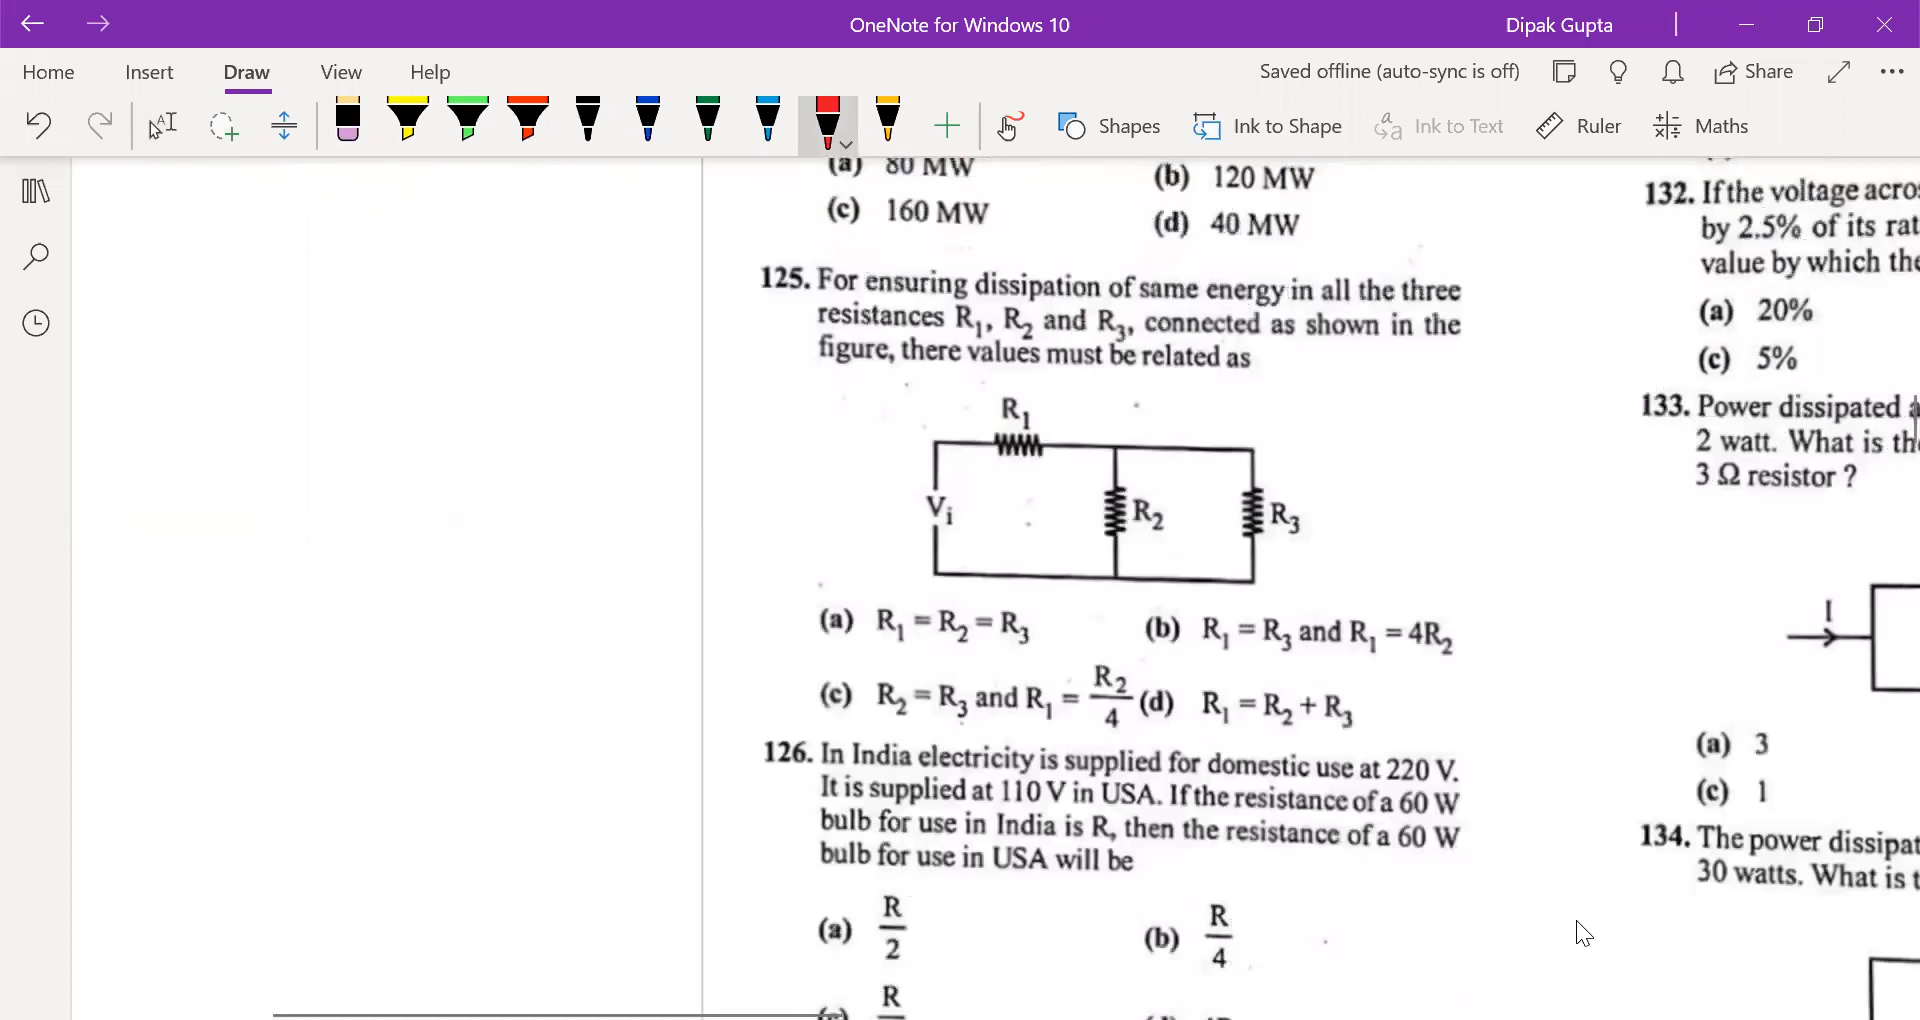 OneNote for Windows 10
Dipak Gupta
Home Insert Draw View Help
Saved offline (auto-sync is off)
Share
Shapes
Ink to Shape
Ink to Text
Ruler
Maths
(a) 80 MW (b) 120 MW
(c) 160 MW (d) 40 MW
125. For ensuring dissipation of same energy in all the three
resistances R₁, R₂ and R₃, connected as shown in the
figure, there values must be related as
R₁
Vᵢ
R₂
R₃
(a) R₁ = R₂ = R₃ (b) R₁ = R₃ and R₁ = 4R₂
(c) R₂ = R₃ and R₁ = R₂/4 (d) R₁ = R₂ + R₃
126. In India electricity is supplied for domestic use at 220 V.
It is supplied at 110 V in USA. If the resistance of a 60 W
bulb for use in India is R, then the resistance of a 60 W
bulb for use in USA will be
(a) R/2 (b) R/4
R
132. If the voltage acro
by 2.5% of its rat
value by which the
(a) 20%
(c) 5%
133. Power dissipated a
2 watt. What is the
3 Ω resistor ?
I
(a) 3
(c) 1
134. The power dissipat
30 watts. What is t